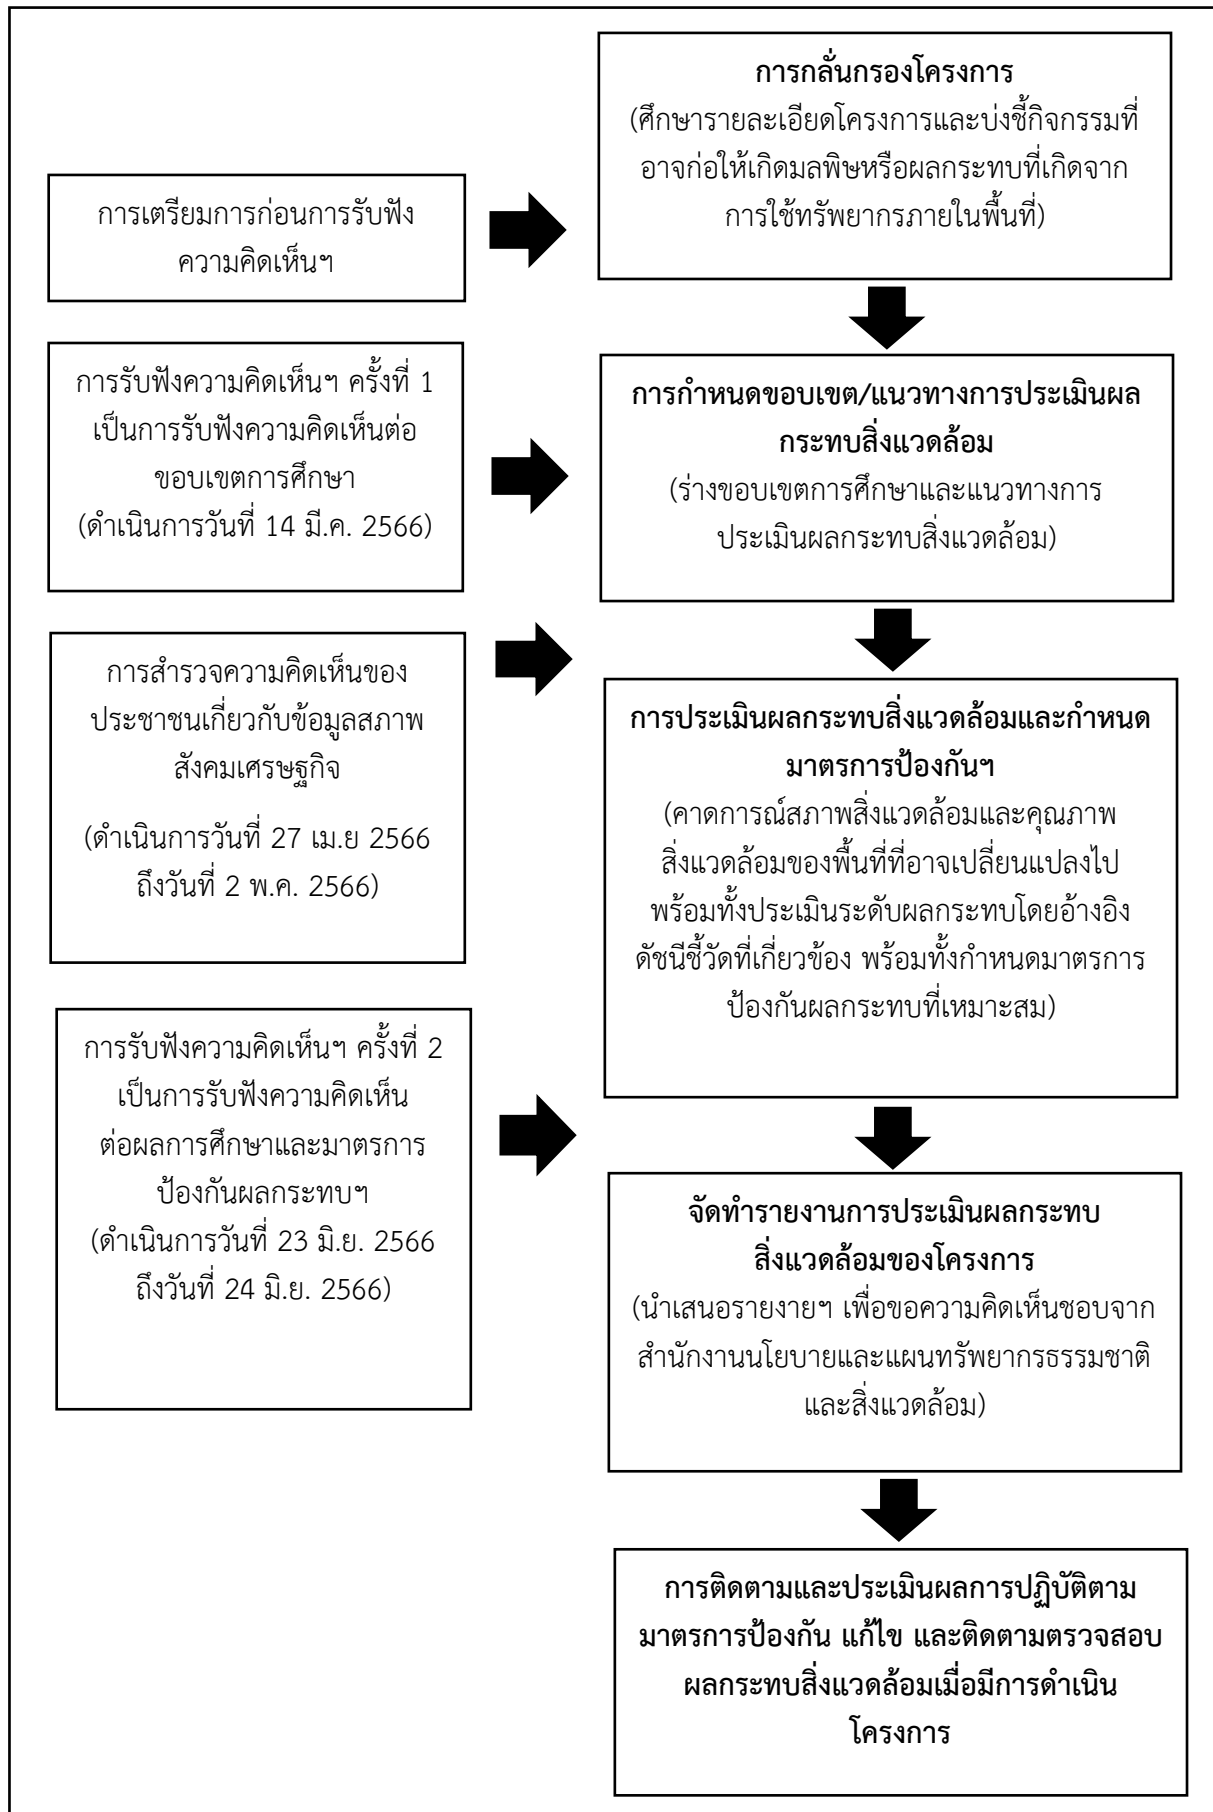 การกลั่นกรองโครงการ
(ศึกษารายละเอียดโครงการและบ่งชี้กิจกรรมที่
อาจก่อให้เกิดมลพิษหรือผลกระทบที่เกิดจาก
การใช้ทรัพยากรภายในพื้นที่)
การเตรียมการก่อนการรับฟัง
ความคิดเห็นฯ
การรับฟังความคิดเห็นฯ ครั้งที่ 1
เป็นการรับฟังความคิดเห็นต่อ
ขอบเขตการศึกษา
(ดำเนินการวันที่ 14 มี.ค. 2566)
การกำหนดขอบเขต/แนวทางการประเมินผล
กระทบสิ่งแวดล้อม
(ร่างขอบเขตการศึกษาและแนวทางการ
ประเมินผลกระทบสิ่งแวดล้อม)
การสำรวจความคิดเห็นของ
ประชาชนเกี่ยวกับข้อมูลสภาพ
สังคมเศรษฐกิจ
(ดำเนินการวันที่ 27 เม.ย 2566
ถึงวันที่ 2 พ.ค. 2566)
การประเมินผลกระทบสิ่งแวดล้อมและกำหนด
มาตรการป้องกันฯ
(คาดการณ์สภาพสิ่งแวดล้อมและคุณภาพ
สิ่งแวดล้อมของพื้นที่ที่อาจเปลี่ยนแปลงไป
พร้อมทั้งประเมินระดับผลกระทบโดยอ้างอิง
ดัชนีชี้วัดที่เกี่ยวข้อง พร้อมทั้งกำหนดมาตรการ
ป้องกันผลกระทบที่เหมาะสม)
การรับฟังความคิดเห็นฯ ครั้งที่ 2
เป็นการรับฟังความคิดเห็น
ต่อผลการศึกษาและมาตรการ
ป้องกันผลกระทบฯ
(ดำเนินการวันที่ 23 มิ.ย. 2566
ถึงวันที่ 24 มิ.ย. 2566)
จัดทำรายงานการประเมินผลกระทบ
สิ่งแวดล้อมของโครงการ
(นำเสนอรายงายฯ เพื่อขอความคิดเห็นชอบจาก
สำนักงานนโยบายและแผนทรัพยากรธรรมชาติ
และสิ่งแวดล้อม)
การติดตามและประเมินผลการปฏิบัติตาม
มาตรการป้องกัน แก้ไข และติดตามตรวจสอบ
ผลกระทบสิ่งแวดล้อมเมื่อมีการดำเนิน
โครงการ